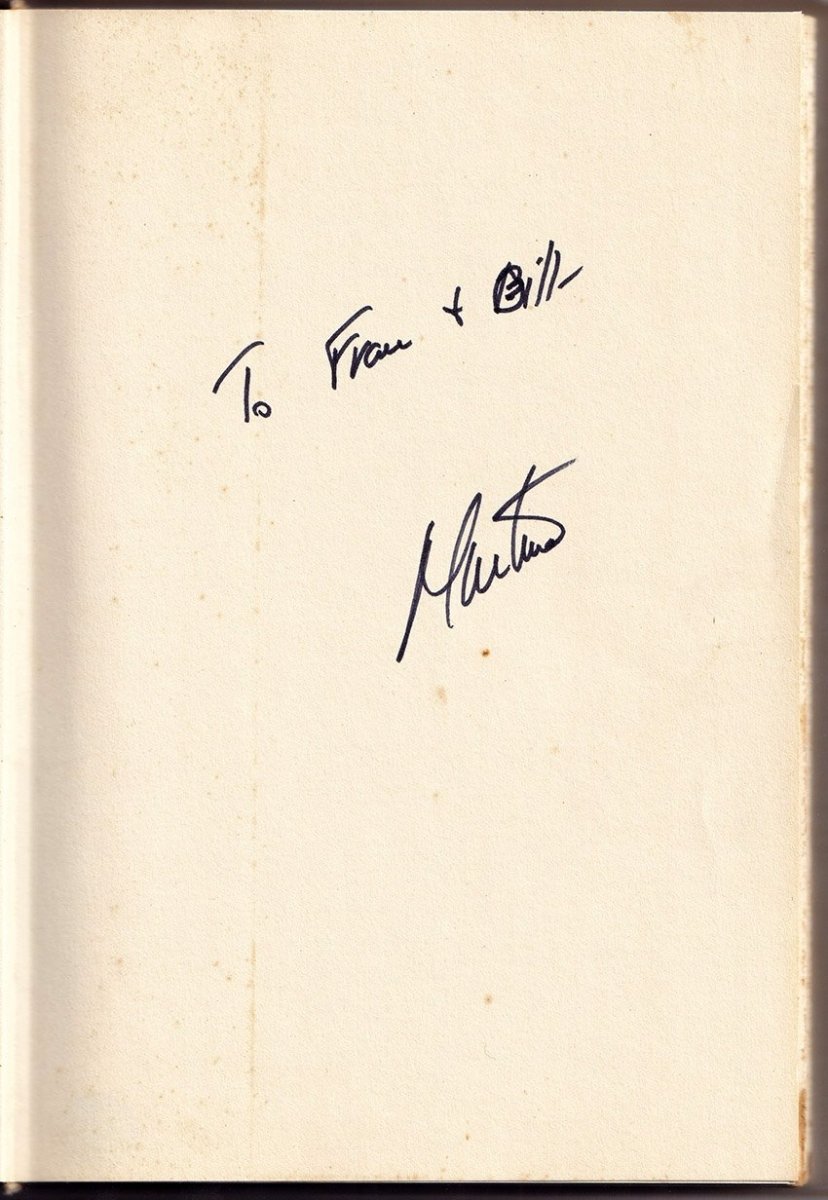 To Fran + Bill